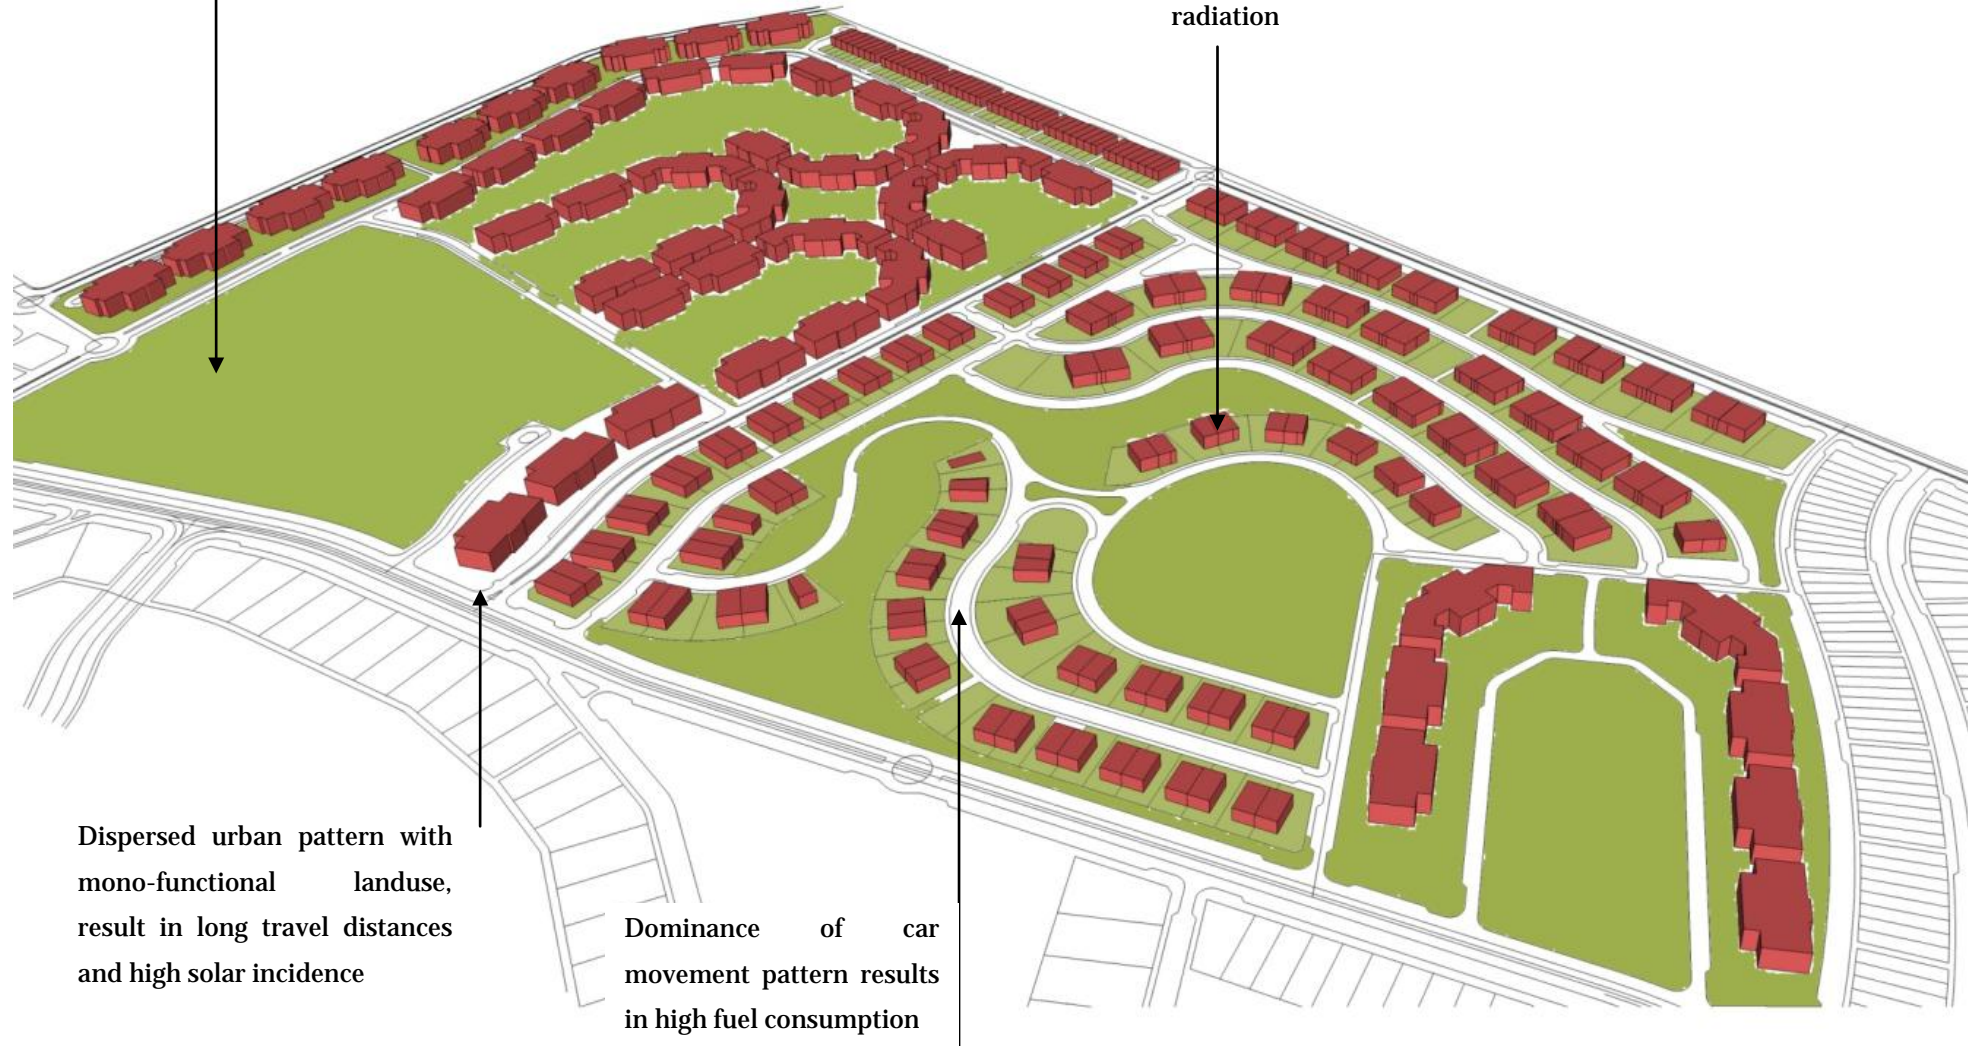 radiation
Dispersed urban pattern with
mono-functional landuse,
result in long travel distances
and high solar incidence
Dominance of car
movement pattern results
in high fuel consumption